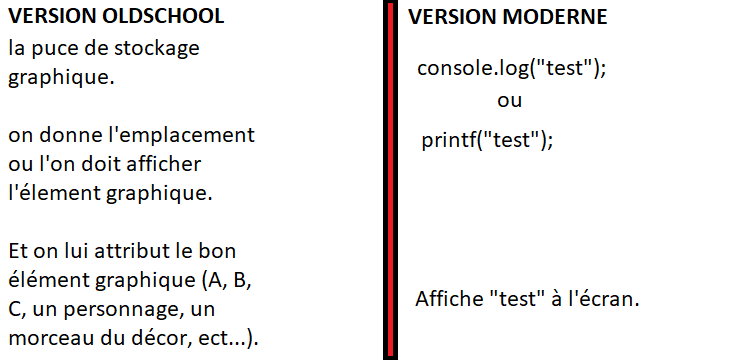 VERSION OLDSCHOOL
la puce de stockage
graphique.
on donne l'emplacement
ou l'on doit afficher
l'élement graphique.
Et on lui attribut le bon
élément graphique (A, B,
C, un personnage, un
morceau du décor, ect...).
VERSION MODERNE
console.log("test");
ou
printf("test");
Affiche "test" à l'écran.